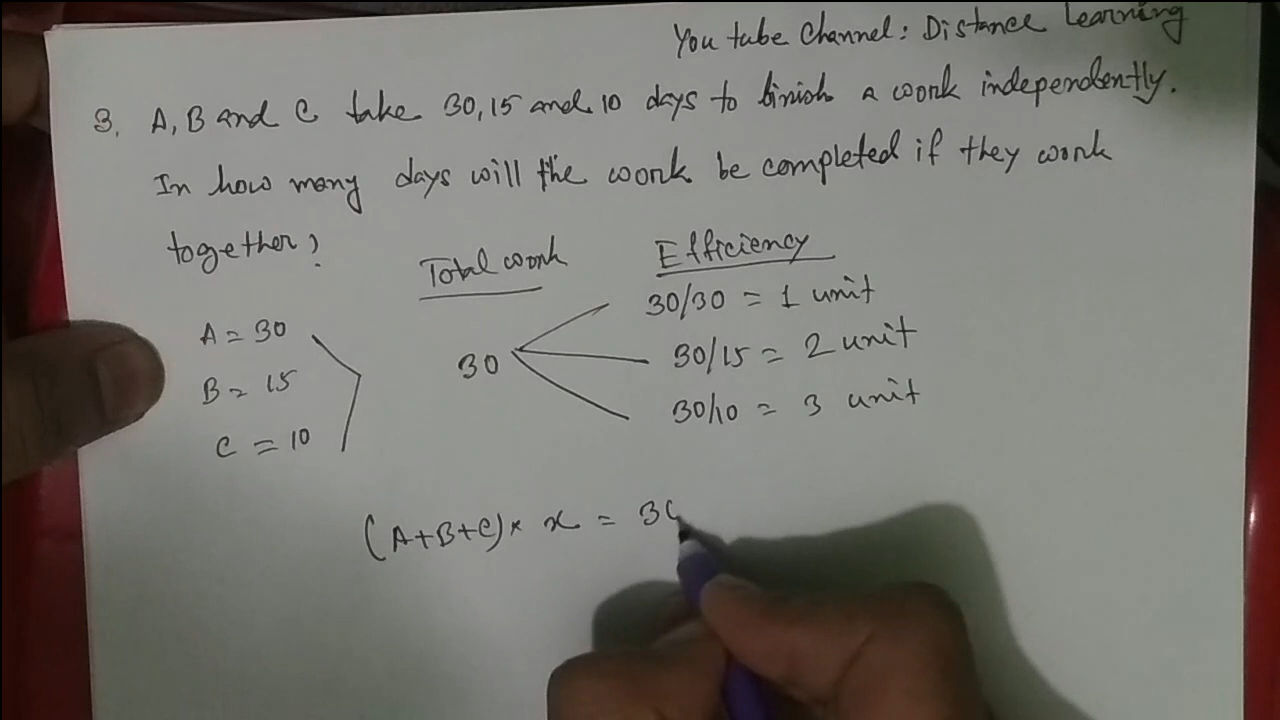 You tube Channel: Distance Learning
3. A, B and C take 30, 15 and 10 days to finish a work independently.
In how many days will the work be completed if they work
together?
Total work
Efficiency
A = 30
B = 15
C = 10
30
30/30 = 1 unit
30/15 = 2 unit
30/10 = 3 unit
(A+B+C) × x = 30